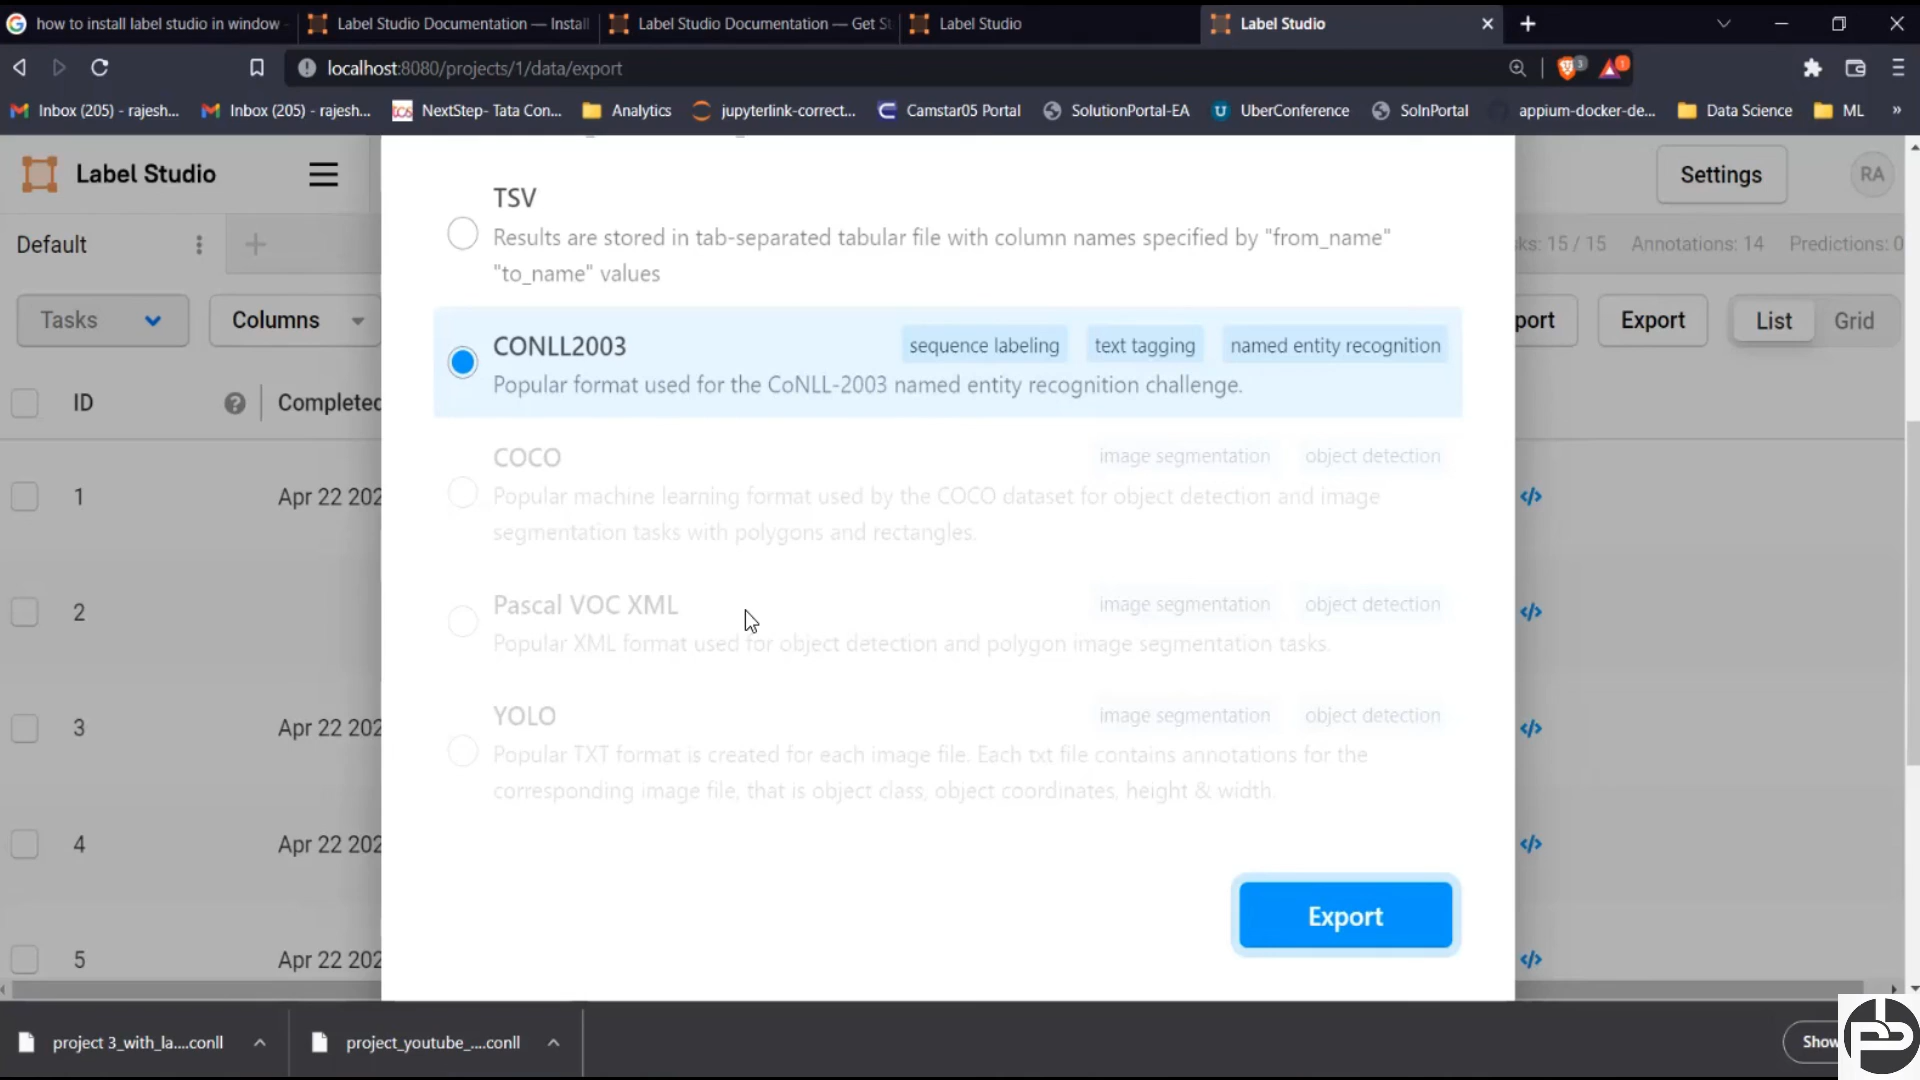 how to install label studio in window
Label Studio Documentation — Install
Label Studio Documentation — Get St
Label Studio
Label Studio
localhost:8080/projects/1/data/export
3
1
Inbox (205) - rajesh...
Inbox (205) - rajesh...
NextStep- Tata Con...
Analytics
jupyterlink-correct...
Camstar05 Portal
SolutionPortal-EA
UberConference
SolnPortal
appium-docker-de...
Data Science
ML
»
Label Studio
Settings
RA
Default
ks: 15 / 15
Annotations: 14
Predictions: 0
Tasks
Columns
port
Export
List
Grid
ID
Completed
1
Apr 22 202
2
3
Apr 22 202
4
Apr 22 202
5
Apr 22 202
TSV
Results are stored in tab-separated tabular file with column names specified by "from_name"
"to_name" values
CONLL2003
sequence labeling
text tagging
named entity recognition
Popular format used for the CoNLL-2003 named entity recognition challenge.
COCO
image segmentation
object detection
Popular machine learning format used by the COCO dataset for object detection and image
segmentation tasks with polygons and rectangles.
Pascal VOC XML
image segmentation
object detection
Popular XML format used for object detection and polygon image segmentation tasks.
YOLO
image segmentation
object detection
Popular TXT format is created for each image file. Each txt file contains annotations for the
corresponding image file, that is object class, object coordinates, height & width.
Export
project 3_with_la....conll
project_youtube_....conll
Show